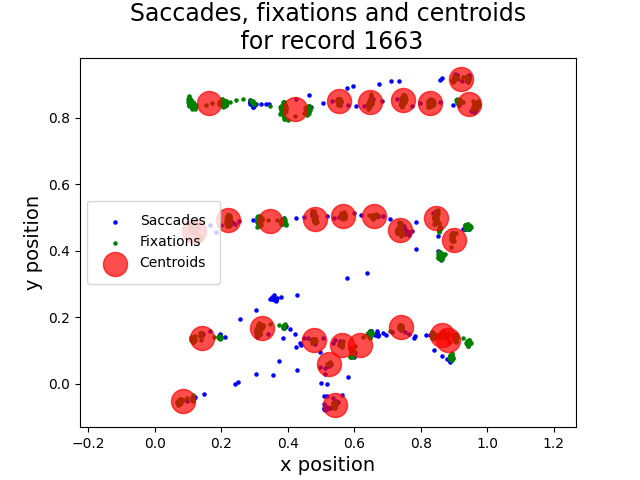 Saccades, fixations and centroids
for record 1663
0.8
0.6
0.4
0.2
0.0
y position
Saccades
Fixations
Centroids
−0.2
0.0
0.2
0.4
0.6
0.8
1.0
1.2
x position